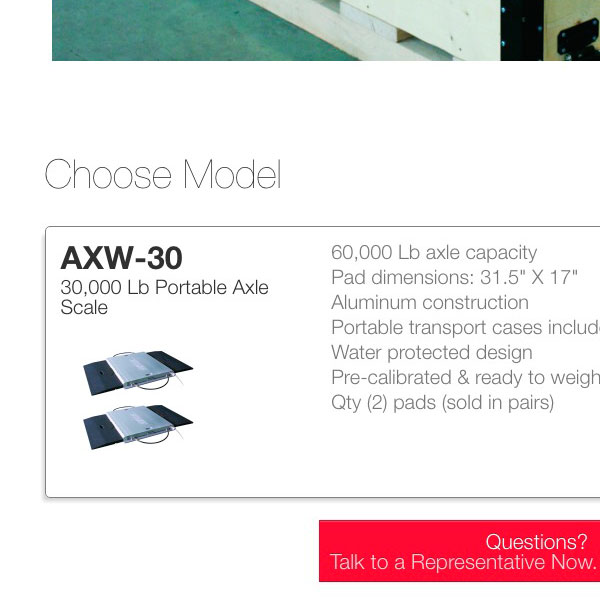 Choose Model
AXW-30
30,000 Lb Portable Axle
Scale
60,000 Lb axle capacity
Pad dimensions: 31.5" X 17"
Aluminum construction
Portable transport cases includ
Water protected design
Pre-calibrated & ready to weigh
Qty (2) pads (sold in pairs)
Questions?
Talk to a Representative Now.